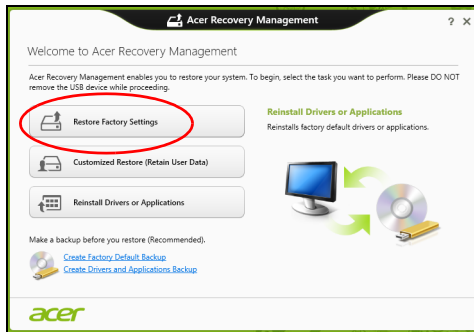 Acer Recovery Management
? X
Welcome to Acer Recovery Management
Acer Recovery Management enables you to restore your system. To begin, select the task you want to perform. Please DO NOT
remove the USB device while proceeding.
Restore Factory Settings
Customized Restore (Retain User Data)
Reinstall Drivers or Applications
Reinstall Drivers or Applications
Reinstalls factory default drivers or applications.
Make a backup before you restore (Recommended).
Create Factory Default Backup
Create Drivers and Applications Backup
acer